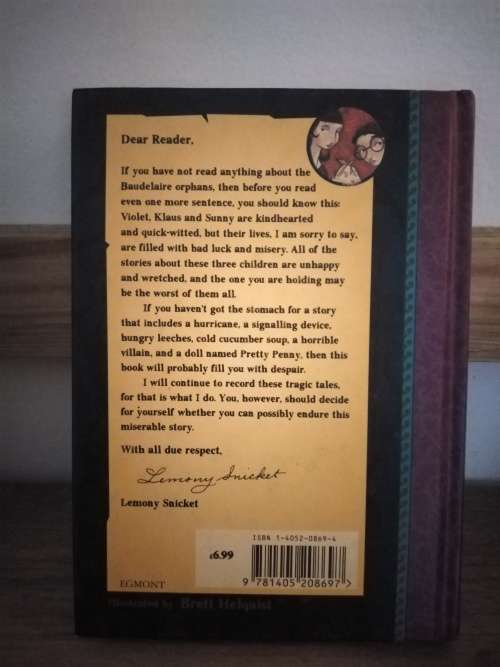 Dear Reader,
If you have not read anything about the
Baudelaire orphans, then before you read
even one more sentence, you should know this:
Violet, Klaus and Sunny are kindhearted
and quick-witted, but their lives, I am sorry to say,
are filled with bad luck and misery. All of the
stories about these three children are unhappy
and wretched, and the one you are holding may
be the worst of them all.
If you haven't got the stomach for a story
that includes a hurricane, a signalling device,
hungry leeches, cold cucumber soup, a horrible
villain, and a doll named Pretty Penny, then this
book will probably fill you with despair.
I will continue to record these tragic tales,
for that is what I do. You, however, should decide
for yourself whether you can possibly endure this
miserable story.
With all due respect,
Lemony Snicket
Lemony Snicket
ISBN 1-4052-0869-4
£6.99
9 781405 208697 >
EGMONT
Illustrated by Brett Helquist